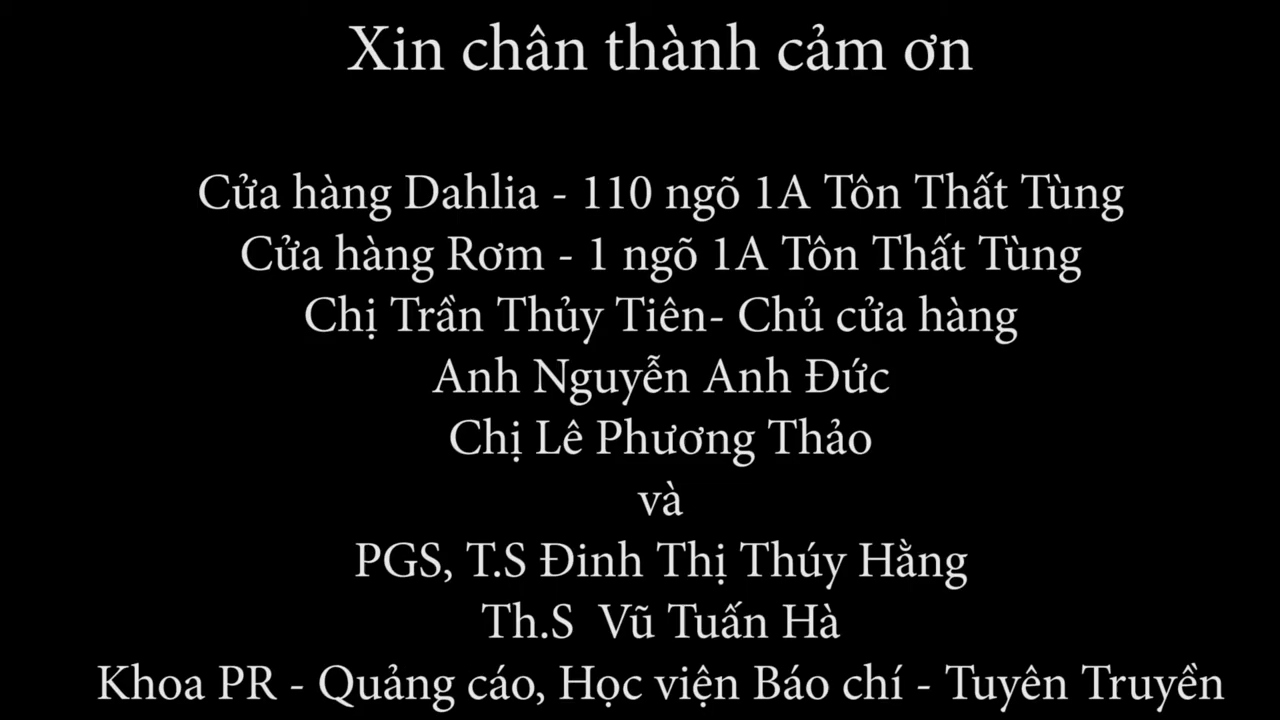 Xin chân thành cảm ơn
Cửa hàng Dahlia - 110 ngõ 1A Tôn Thất Tùng
Cửa hàng Rơm - 1 ngõ 1A Tôn Thất Tùng
Chị Trần Thủy Tiên- Chủ cửa hàng
Anh Nguyễn Anh Đức
Chị Lê Phương Thảo
và
PGS, T.S Đinh Thị Thúy Hằng
Th.S  Vũ Tuấn Hà
Khoa PR - Quảng cáo, Học viện Báo chí - Tuyên Truyền